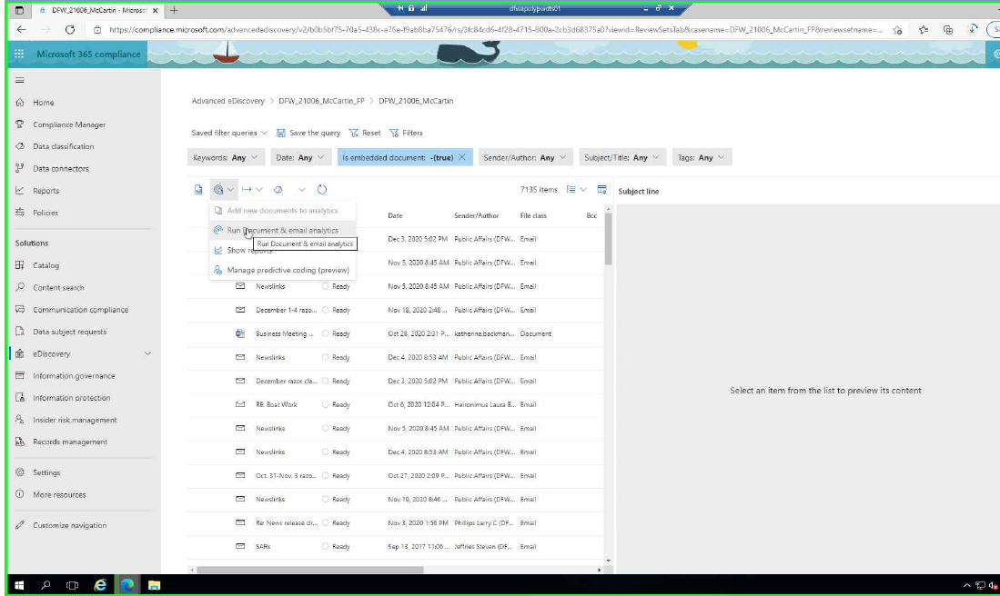 DFW_21006_McCartin - Microsof
dfwapolypwdts01
https://compliance.microsoft.com/advancedediscovery/v2/b0b5bf75-70a5-438c-a76e-f9ab8ba75476/rs/3fc84cd6-4f28-4715-800a-2cb3d68375a0?viewid=ReviewSetsTab&casename=DFW_21006_McCartin_FP&reviewsetname=...
Microsoft 365 compliance
Home
Compliance Manager
Data classification
Data connectors
Reports
Policies
Solutions
Catalog
Content search
Communication compliance
Data subject requests
eDiscovery
Information governance
Information protection
Insider risk management
Records management
Settings
More resources
Customize navigation
Advanced eDiscovery > DFW_21006_McCartin_FP > DFW_21006_McCartin
Saved filter queries Save the query Reset Filters
Keywords: Any Date: Any Is embedded document: -(true) Sender/Author: Any Subject/Title: Any Tags: Any
7135 items
Subject line
Add new documents to analytics
Run Document & email analytics
Run Document & email analytics
Show reports
Manage predictive coding (preview)
Date Sender/Author File class Bcc
Dec 3, 2020 5:02 PM Public Affairs (DFW... Email
Nov 5, 2020 8:45 AM Public Affairs (DFW... Email
Newslinks Ready Nov 5, 2020 8:45 AM Public Affairs (DFW... Email
December 1-4 razo... Ready Nov 18, 2020 2:48 ... Public Affairs (DFW... Email
Business Meeting ... Ready Oct 28, 2020 2:31 P... katherine.backman... Document
Newslinks Ready Dec 4, 2020 8:53 AM Public Affairs (DFW... Email
December razor cla... Ready Dec 3, 2020 5:02 PM Public Affairs (DFW... Email
RE: Boat Work Ready Oct 6, 2020 12:04 P... Heironimus Laura B... Email
Newslinks Ready Nov 5, 2020 8:45 AM Public Affairs (DFW... Email
Newslinks Ready Dec 4, 2020 8:53 AM Public Affairs (DFW... Email
Oct. 31-Nov. 3 razo... Ready Oct 27, 2020 2:09 P... Public Affairs (DFW... Email
Newslinks Ready Nov 19, 2020 8:46 ... Public Affairs (DFW... Email
Re: News release dr... Ready Nov 3, 2020 1:56 PM Phillips Larry C (DF... Email
SARs Ready Sep 13, 2017 11:06 ... Jeffries Steven (DF... Email
Select an item from the list to preview its content